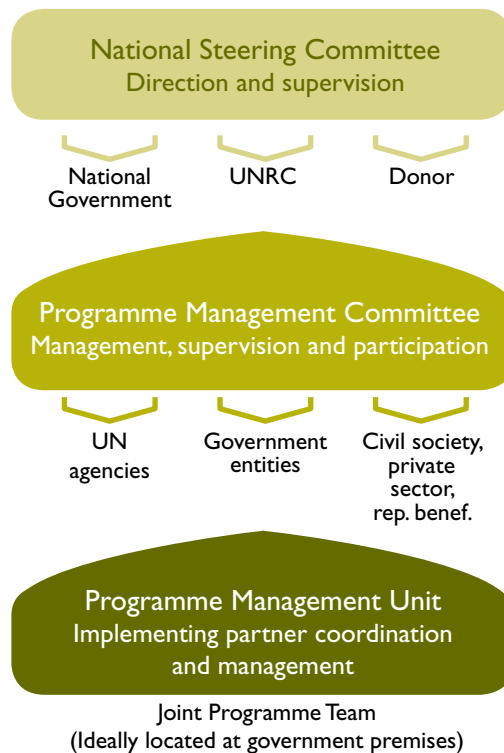 National Steering Committee
Direction and supervision
National
Government
UNRC
Donor
Programme Management Committee
Management, supervision and participation
UN
agencies
Government
entities
Civil society,
private
sector,
rep. benef.
Programme Management Unit
Implementing partner coordination
and management
Joint Programme Team
(Ideally located at government premises)